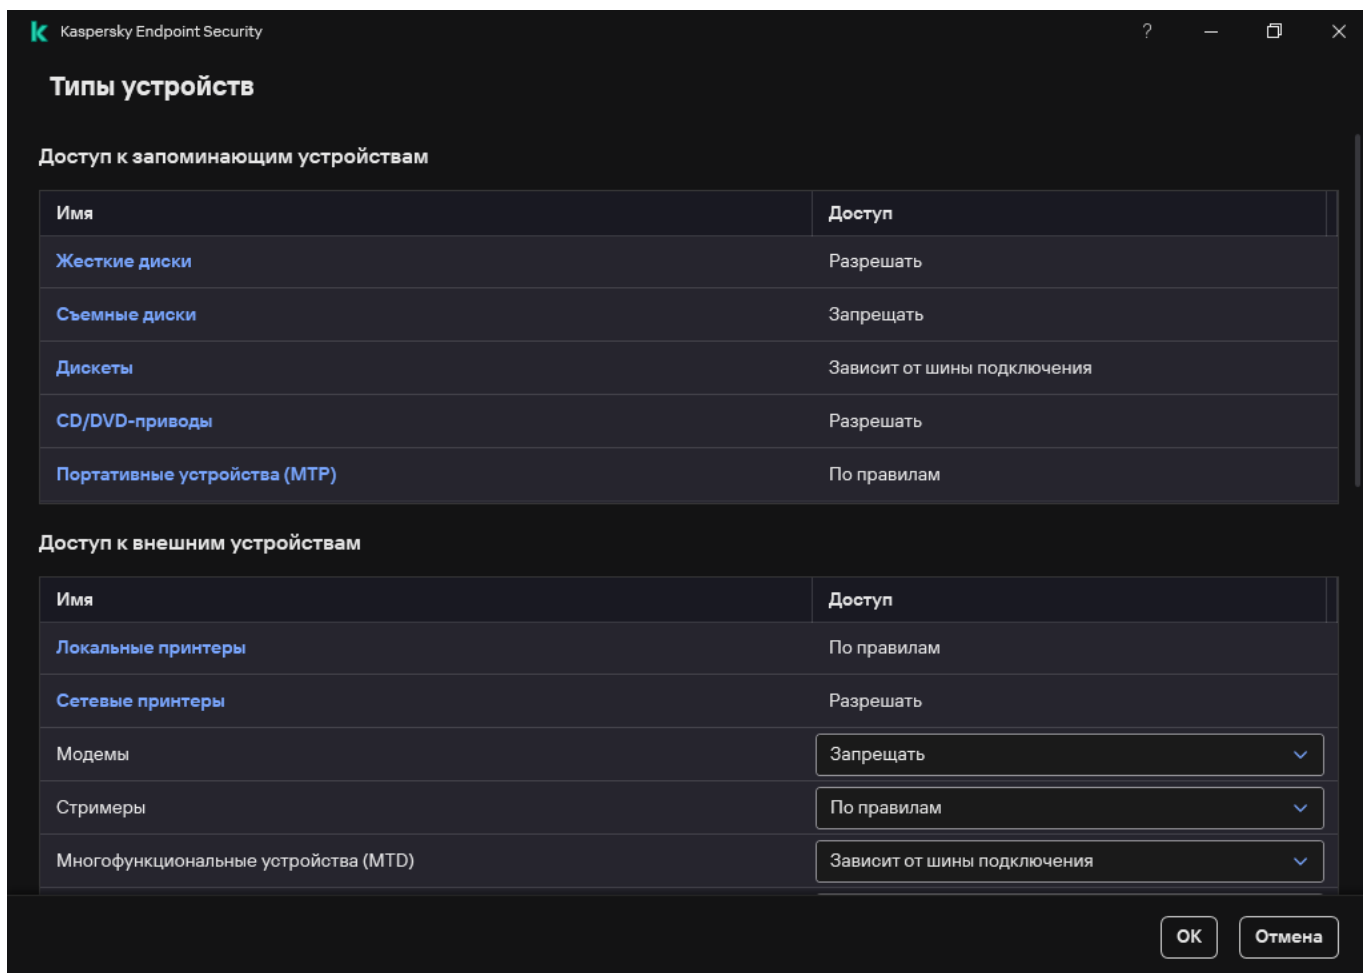 Kaspersky Endpoint Security
?
Типы устройств
Доступ к запоминающим устройствам
Имя Доступ
Жесткие диски Разрешать
Съемные диски Запрещать
Дискеты Зависит от шины подключения
CD/DVD-приводы Разрешать
Портативные устройства (MTP) По правилам
Доступ к внешним устройствам
Имя Доступ
Локальные принтеры По правилам
Сетевые принтеры Разрешать
Модемы Запрещать
Стримеры По правилам
Многофункциональные устройства (MTD) Зависит от шины подключения
ОК Отмена